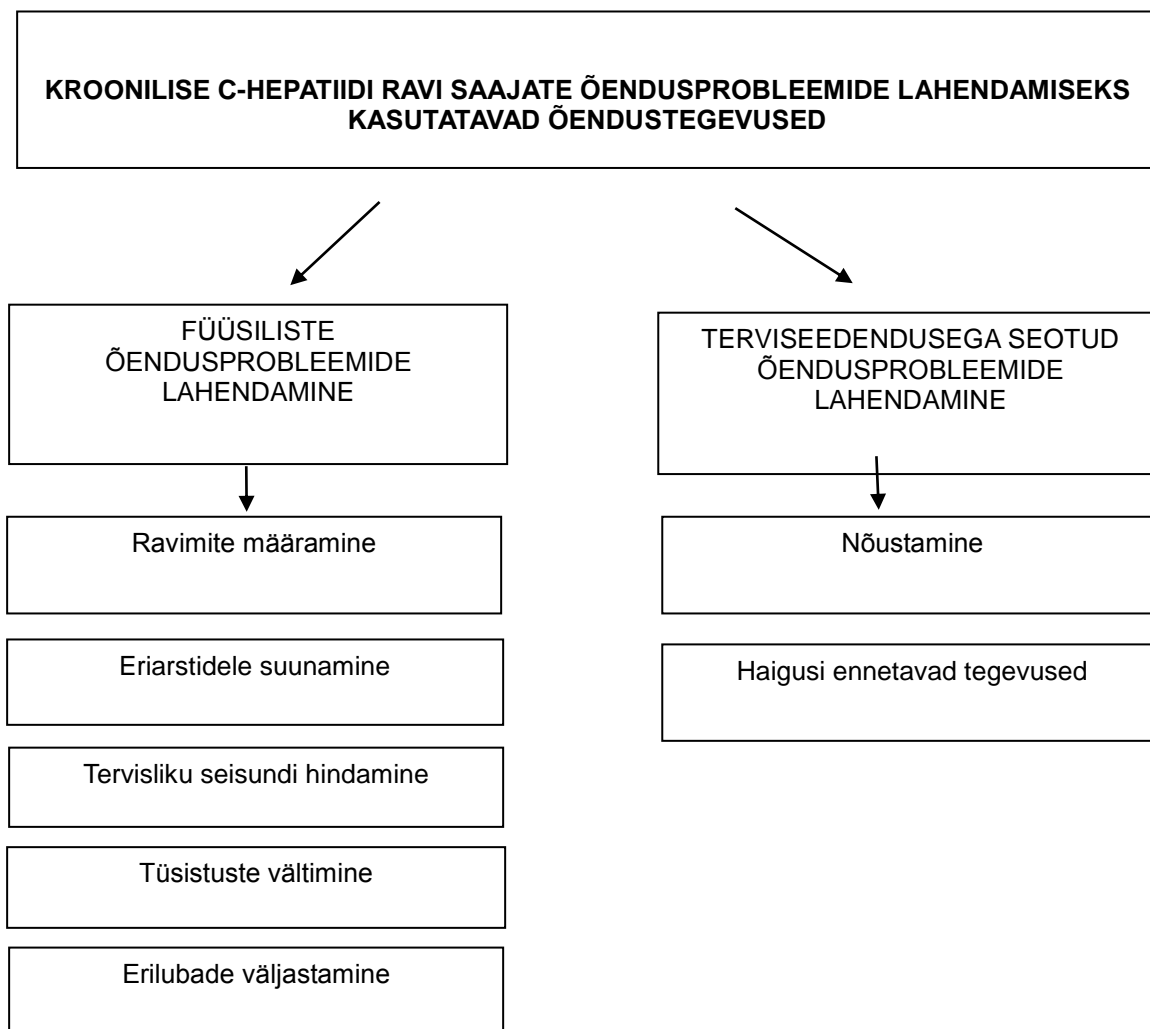 KROONILISE C-HEPATIIDI RAVI SAAJATE ÕENDUSPROBLEEMIDE LAHENDAMISEKS
KASUTATAVAD ÕENDUSTEGEVUSED
FÜÜSILISTE
ÕENDUSPROBLEEMIDE
LAHENDAMINE
Ravimite määramine
Eriarstidele suunamine
Tervisliku seisundi hindamine
Tüsistuste vältimine
Erilubade väljastamine
TERVISEEDENDUSEGA SEOTUD
ÕENDUSPROBLEEMIDE
LAHENDAMINE
Nõustamine
Haigusi ennetavad tegevused